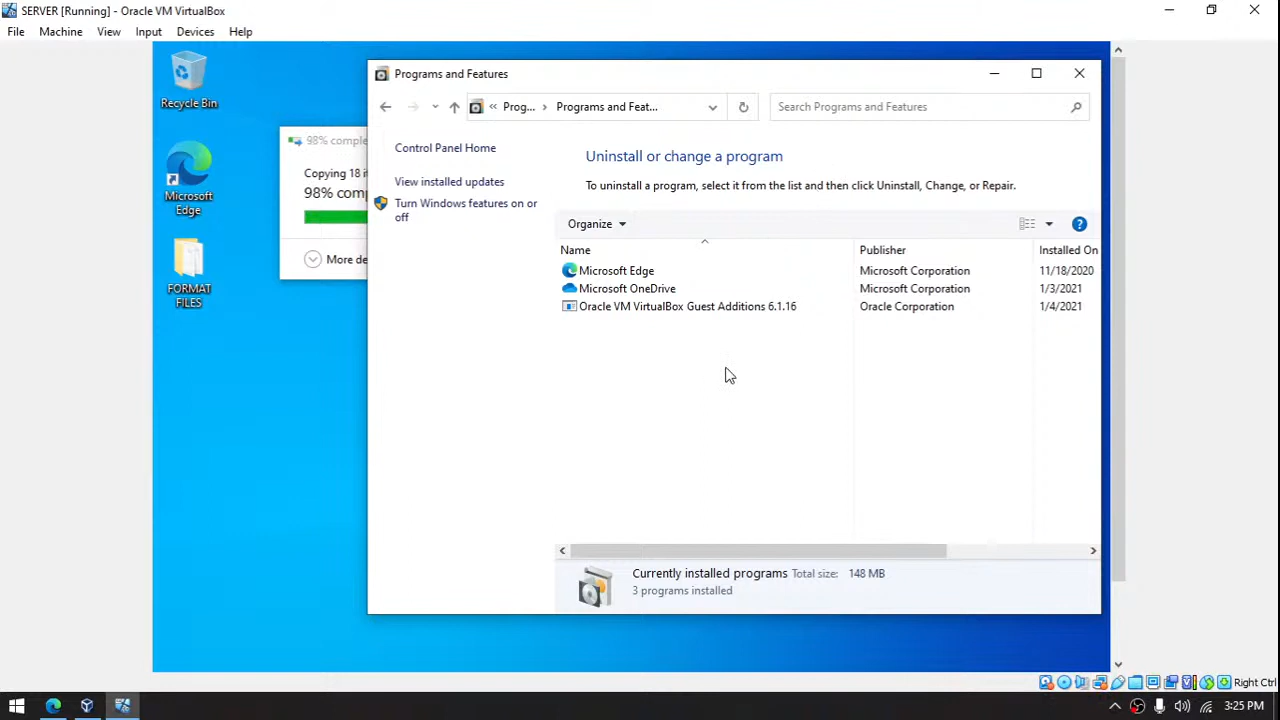 SERVER [Running] - Oracle VM VirtualBox
File Machine View Input Devices Help
Recycle Bin
Microsoft
Edge
FORMAT
FILES
98% comple
Copying 18 it
98% comp
More de
Programs and Features
« Prog... › Programs and Feat...
Search Programs and Features
Control Panel Home
View installed updates
Turn Windows features on or
off
Uninstall or change a program
To uninstall a program, select it from the list and then click Uninstall, Change, or Repair.
Organize
Name Publisher Installed On
Microsoft Edge Microsoft Corporation 11/18/2020
Microsoft OneDrive Microsoft Corporation 1/3/2021
Oracle VM VirtualBox Guest Additions 6.1.16 Oracle Corporation 1/4/2021
Currently installed programs Total size: 148 MB
3 programs installed
Right Ctrl
3:25 PM